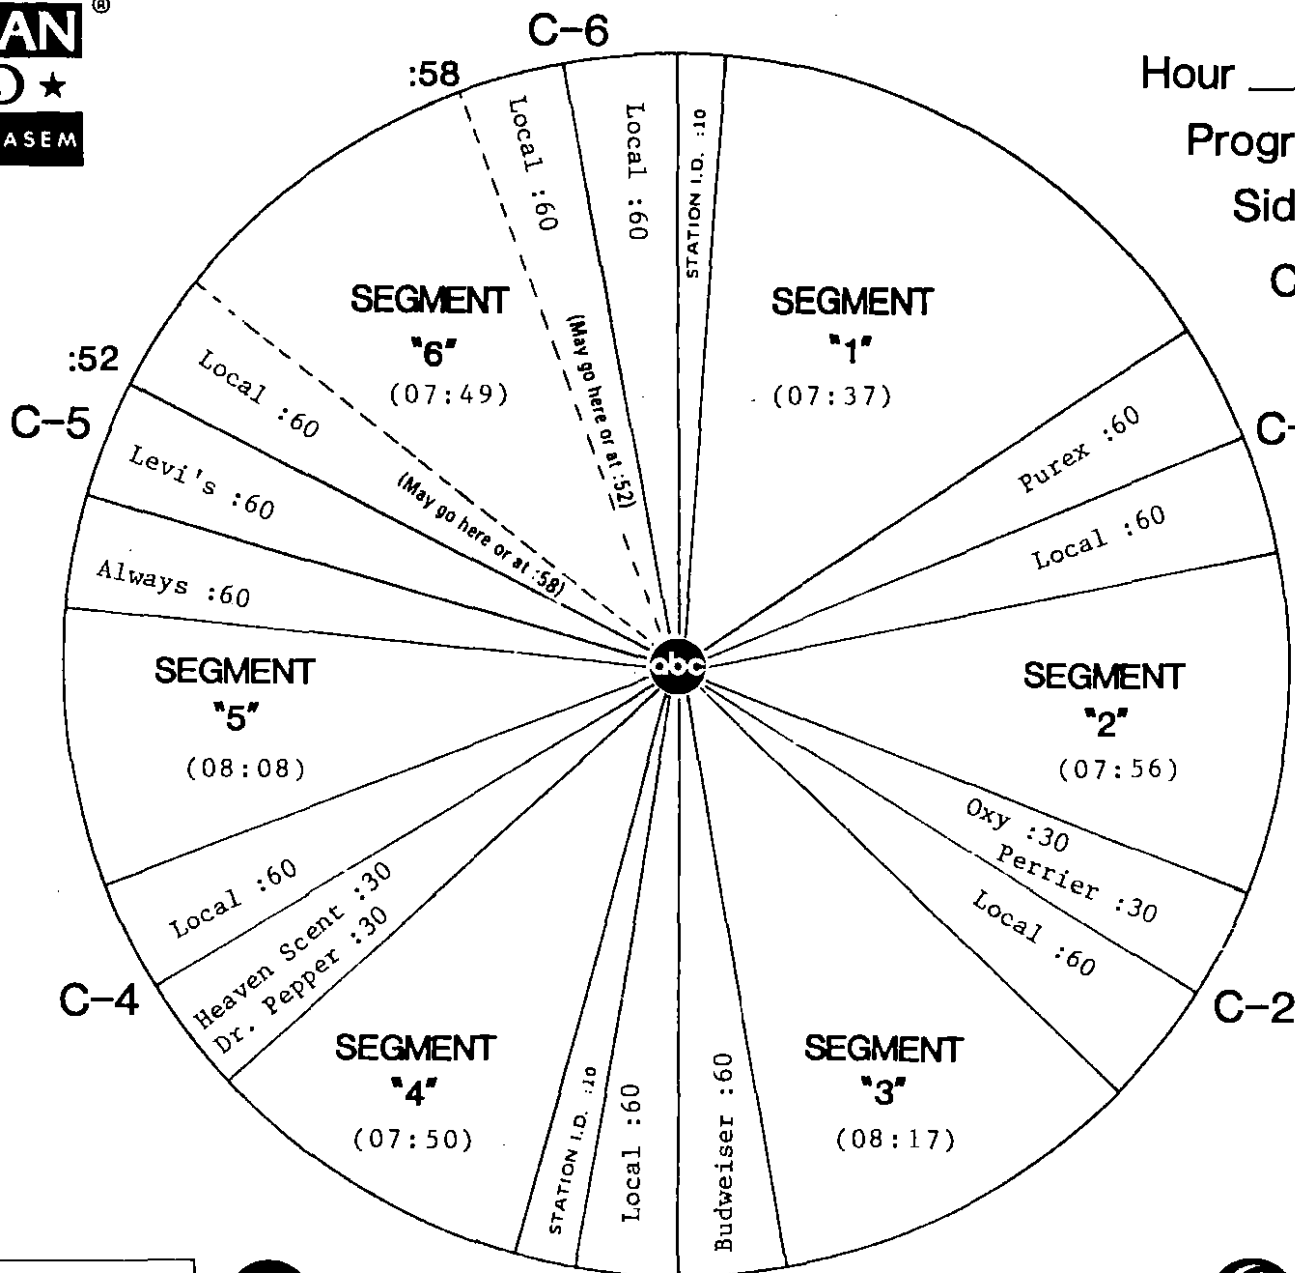 AN ®
★
ASEM
C-6
:58
Hour
Progr
Sid
Local :60
Local :60
STATION I.D. :10
SEGMENT
"6"
(07:49)
(May go here or at :52)
SEGMENT
"1"
(07:37)
:52
C-5
Local :60
(May go here or at :58)
Levi's :60
Always :60
Purex :60
C-
Local :60
abc
SEGMENT
"5"
(08:08)
SEGMENT
"2"
(07:56)
Oxy :30
Perrier :30
Local :60
C-2
Local :60
Heaven Scent :30
Dr. Pepper :30
C-4
SEGMENT
"4"
(07:50)
STATION I.D. :10
Local :60
Budweiser :60
SEGMENT
"3"
(08:17)